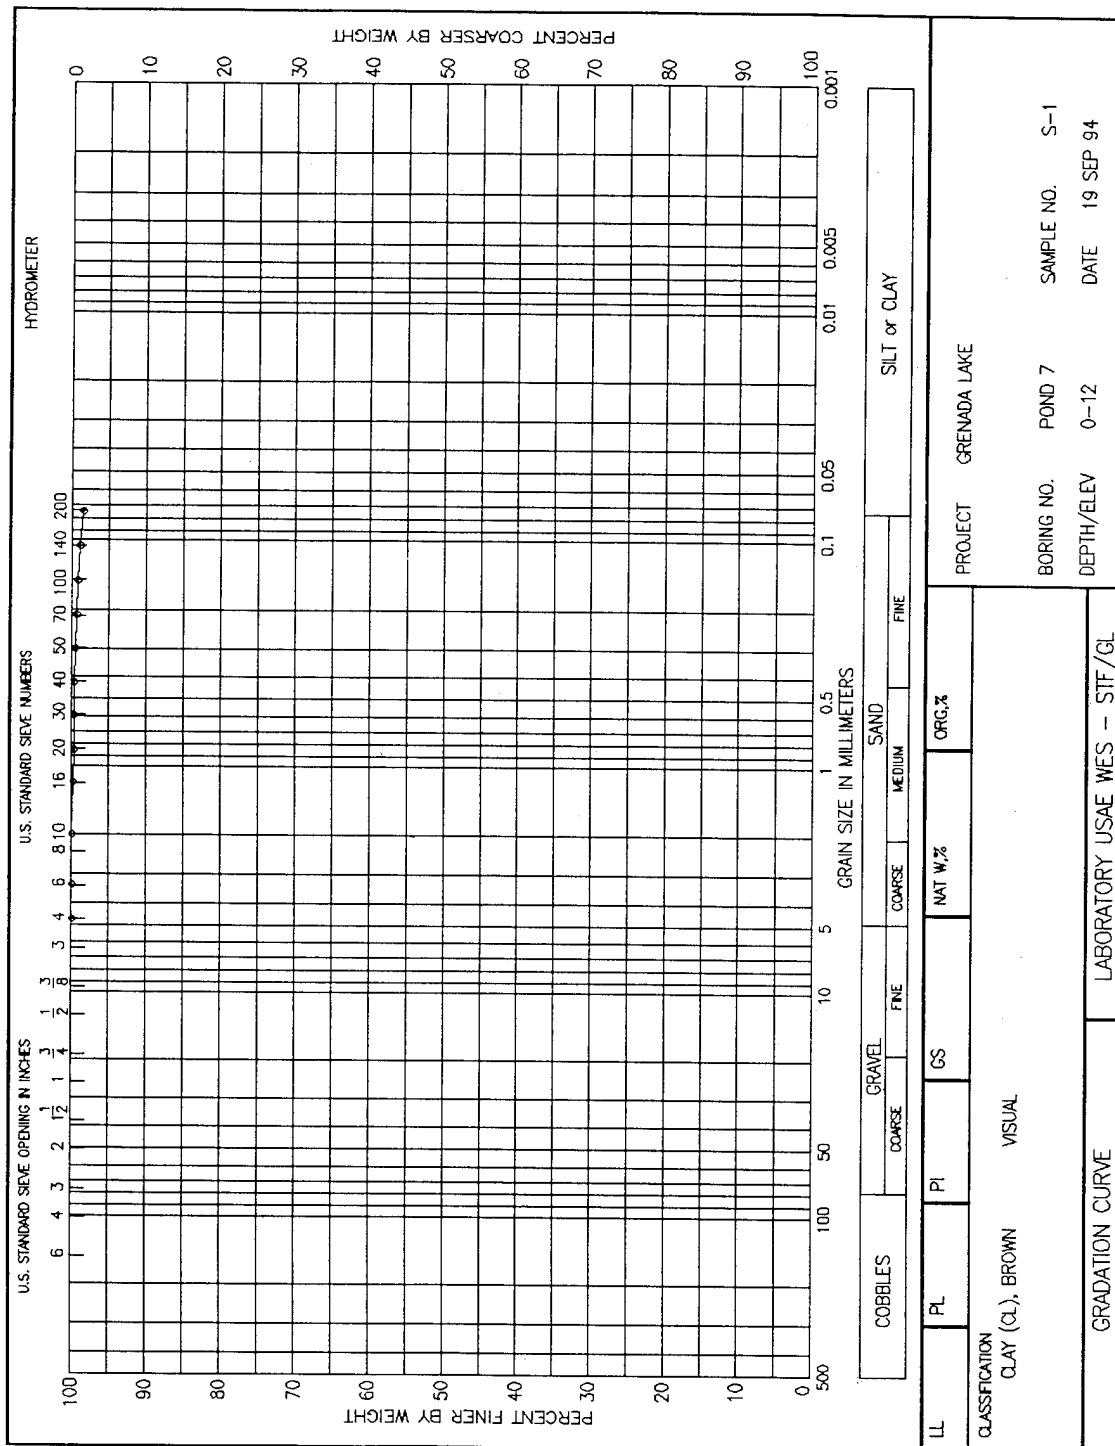 U.S. STANDARD SIEVE OPENING IN INCHES U.S. STANDARD SIEVE NUMBERS HYDROMETER
6 4 3 2 1 1/2 1 3/4 1/2 3/8 3 4 6 8 10 16 20 30 40 50 70 100 140 200
PERCENT FINER BY WEIGHT
100
90
80
70
60
50
40
30
20
10
0
PERCENT COARSER BY WEIGHT
0
10
20
30
40
50
60
70
80
90
100
500 100 50 10 5 1 0.5 0.1 0.05 0.01 0.005 0.001
GRAIN SIZE IN MILLIMETERS
COBBLES GRAVEL SAND SILT or CLAY
COARSE FINE COARSE MEDIUM FINE
LL PL PI GS NAT W,% ORG,%
CLASSIFICATION
CLAY (CL), BROWN VISUAL
PROJECT GRENADA LAKE
BORING NO. POND 7 SAMPLE NO. S-1
DEPTH/ELEV 0-12 DATE 19 SEP 94
GRADATION CURVE LABORATORY USAE WES - STF/GL